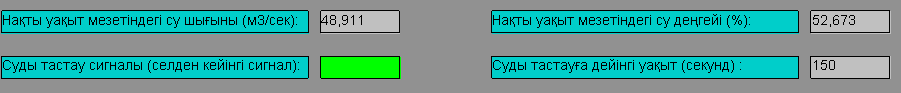 Нақты уақыт мезетіндегі су шығыны (м3/сек): 48,911 Нақты уақыт мезетіндегі су деңгейі (%): 52,673
Суды тастау сигналы (селден кейінгі сигнал): Суды тастауға дейінгі уақыт (секунд) : 150